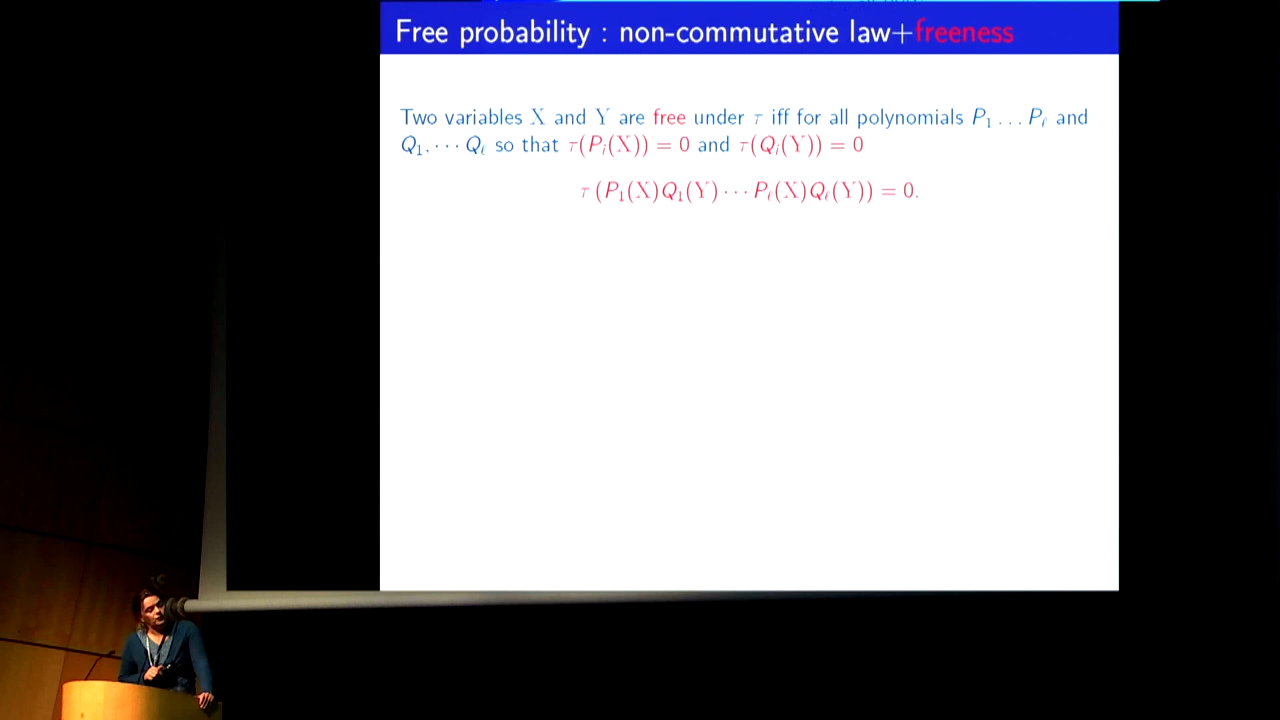 Free probability : non-commutative law+freeness
Two variables X and Y are free under τ iff for all polynomials P₁ … Pℓ and
Q₁, ⋯ Qℓ so that τ(Pᵢ(X)) = 0 and τ(Qᵢ(Y)) = 0
τ (P₁(X)Q₁(Y) ⋯ Pℓ(X)Qℓ(Y)) = 0.